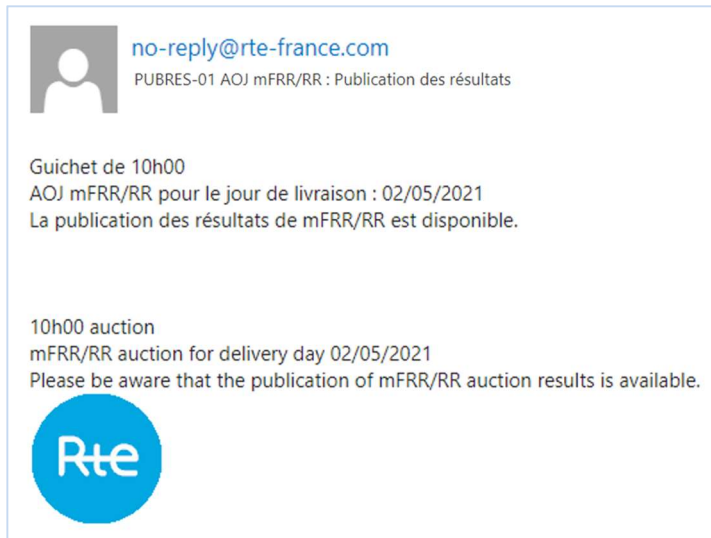 no-reply@rte-france.com
PUBRES-01 AOJ mFRR/RR : Publication des résultats
Guichet de 10h00
AOJ mFRR/RR pour le jour de livraison : 02/05/2021
La publication des résultats de mFRR/RR est disponible.
10h00 auction
mFRR/RR auction for delivery day 02/05/2021
Please be aware that the publication of mFRR/RR auction results is available.
Rte